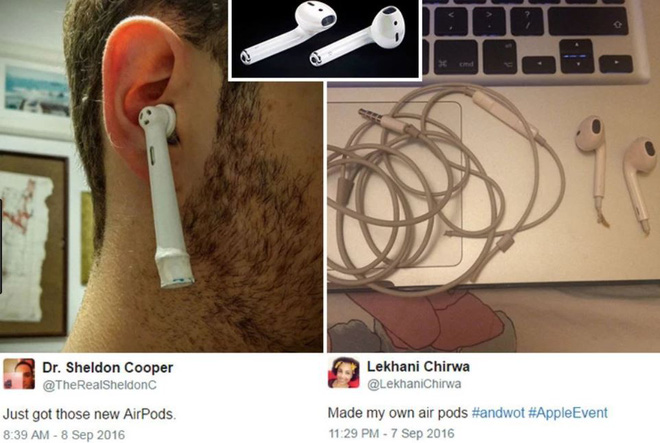 cmd
Dr. Sheldon Cooper
@TheRealSheldonC
Just got those new AirPods.
8:39 AM - 8 Sep 2016
Lekhani Chirwa
@LekhaniChirwa
Made my own air pods #andwot #AppleEvent
11:29 PM - 7 Sep 2016